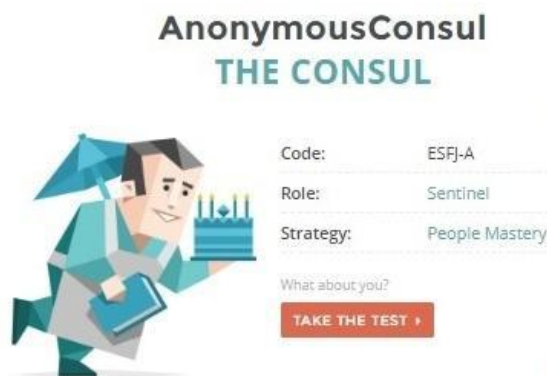 AnonymousConsul
THE CONSUL
Code: ESFJ-A
Role: Sentinel
Strategy: People Mastery
What about you?
TAKE THE TEST